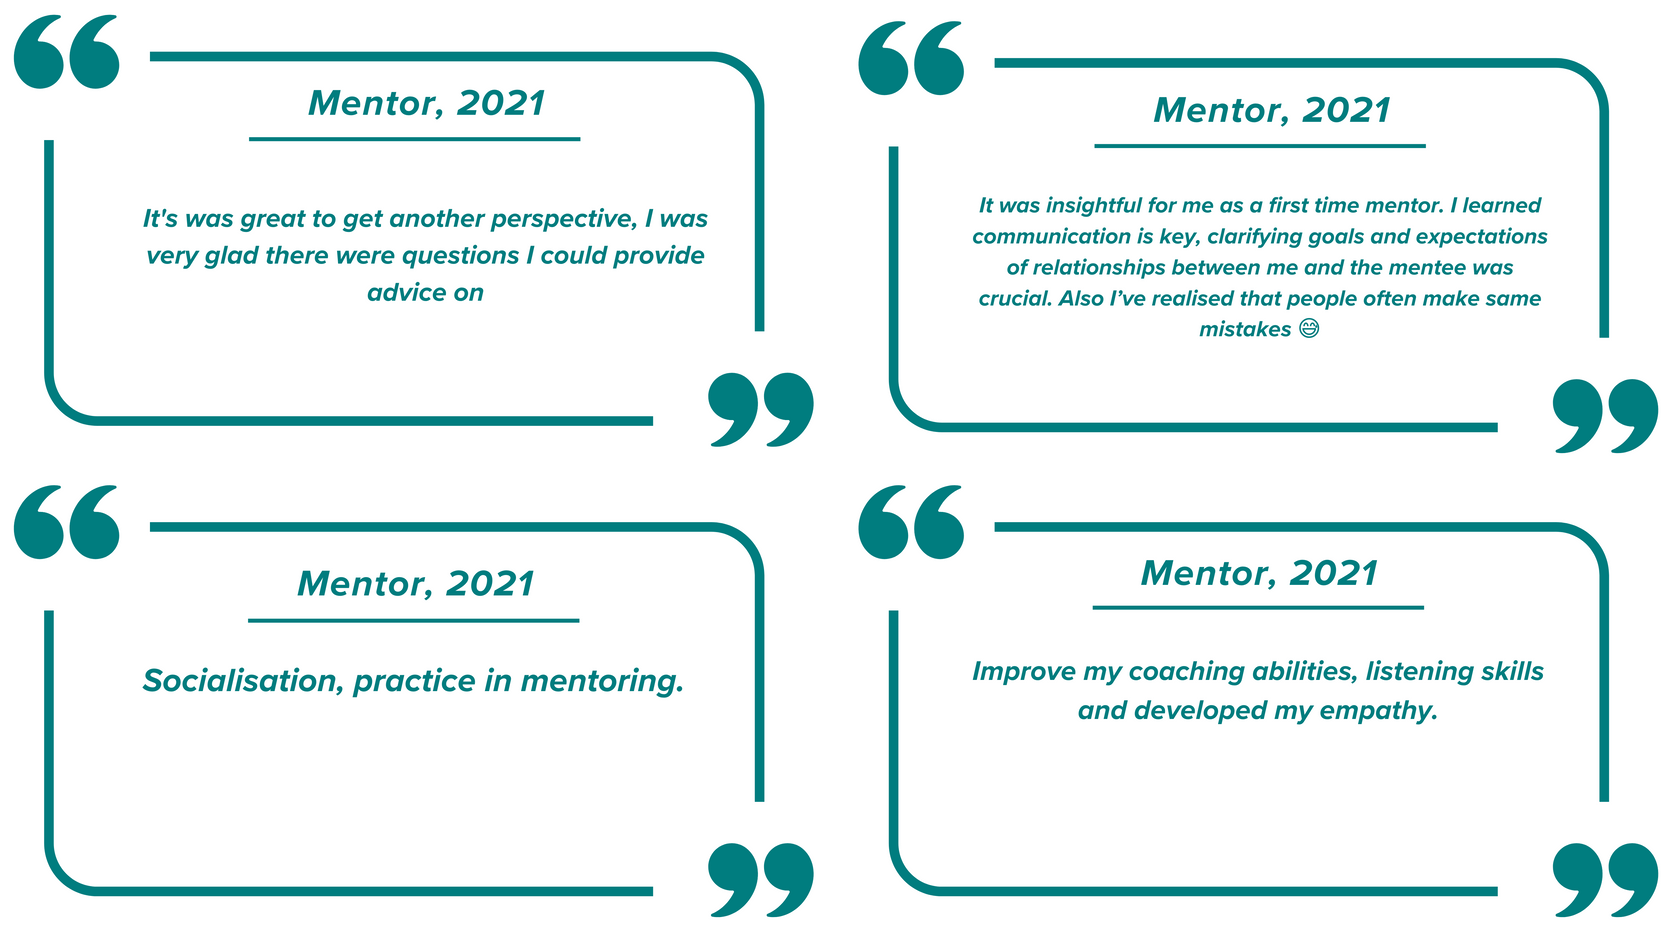 Mentor, 2021
It's was great to get another perspective, I was
very glad there were questions I could provide
advice on
Mentor, 2021
It was insightful for me as a first time mentor. I learned
communication is key, clarifying goals and expectations
of relationships between me and the mentee was
crucial. Also I’ve realised that people often make same
mistakes 😅
Mentor, 2021
Socialisation, practice in mentoring.
Mentor, 2021
Improve my coaching abilities, listening skills
and developed my empathy.